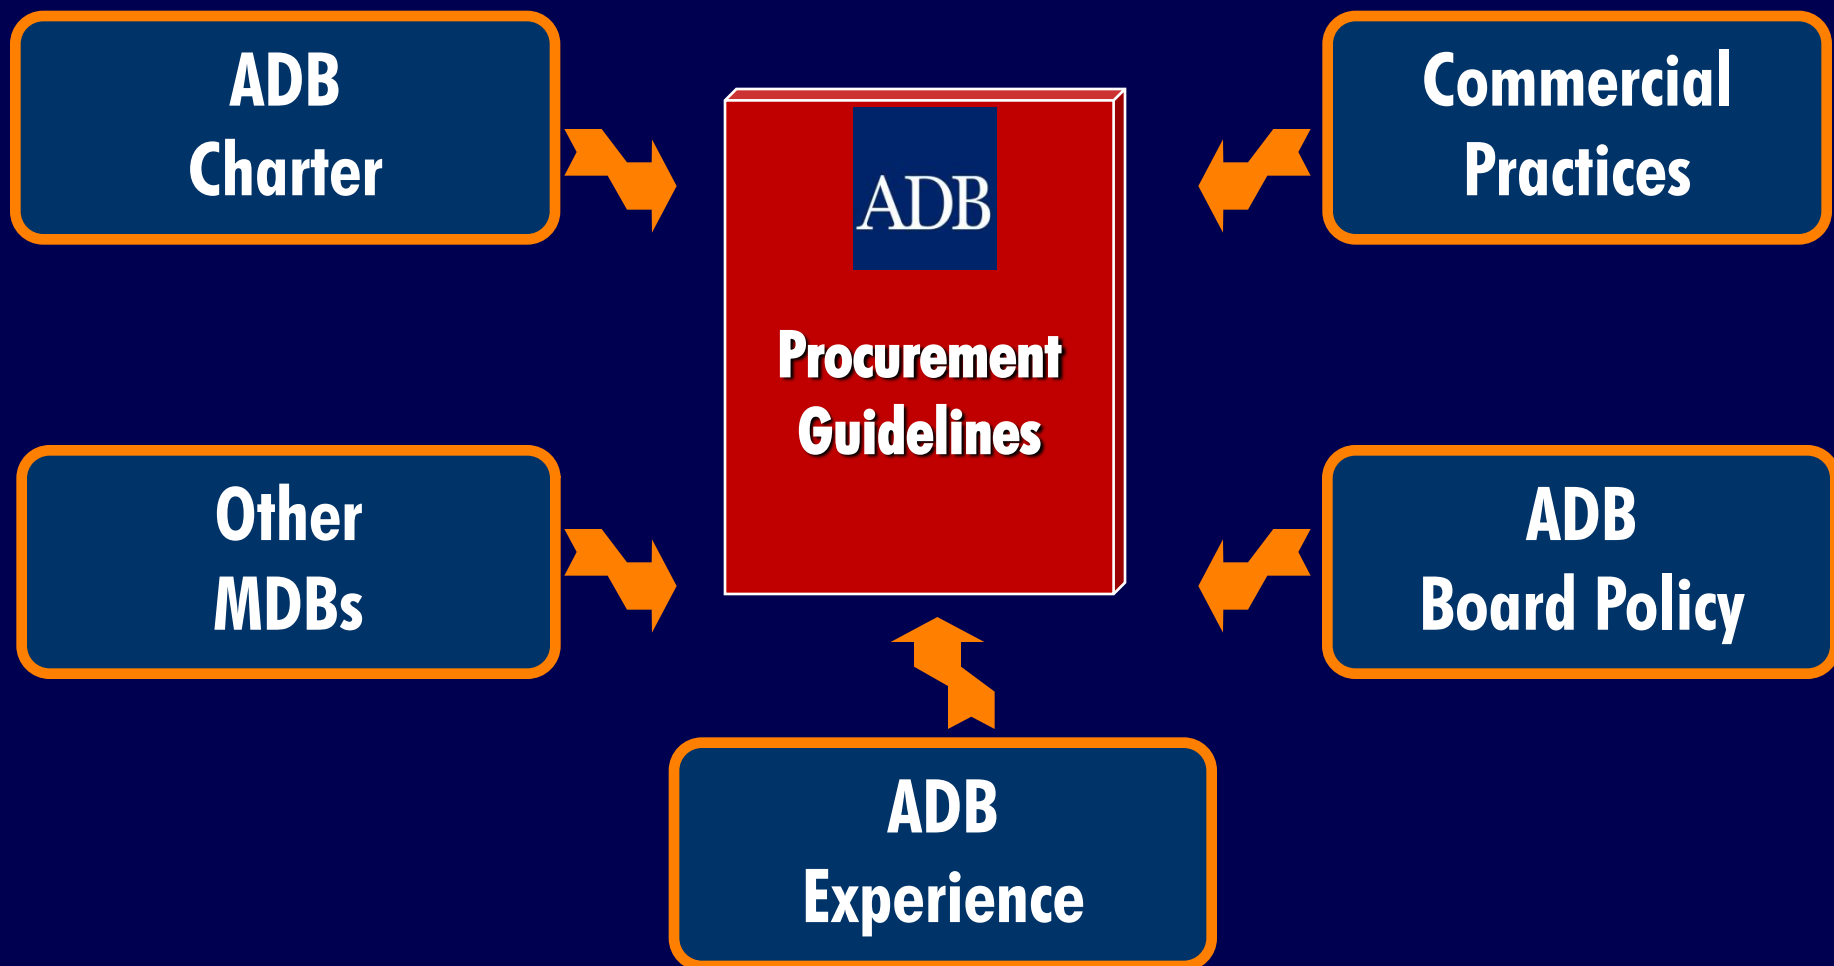 ADB
Charter
Commercial
Practices
ADB
Procurement
Guidelines
Other
MDBs
ADB
Board Policy
ADB
Experience